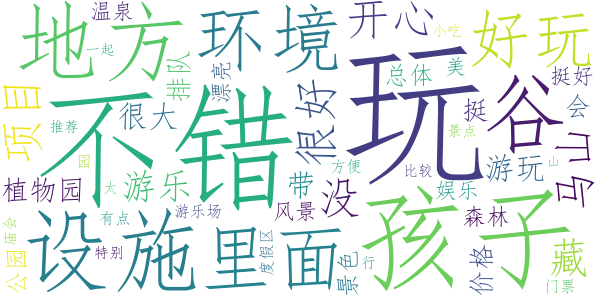 温泉
地方
一起
环境
开心
小吃
好玩
排队
漂亮
总体
美
挺好
项目
不错
很大
很好
玩
挺
谷
会
推荐
景点
马口
园
大
方便
比较
山
植物园
游乐
带
没
游玩
娱乐
孩子
森林
风景
有点
游乐场
公园
庙会
设施
里面
特别
度假区
景色
行
价格
藏
门票